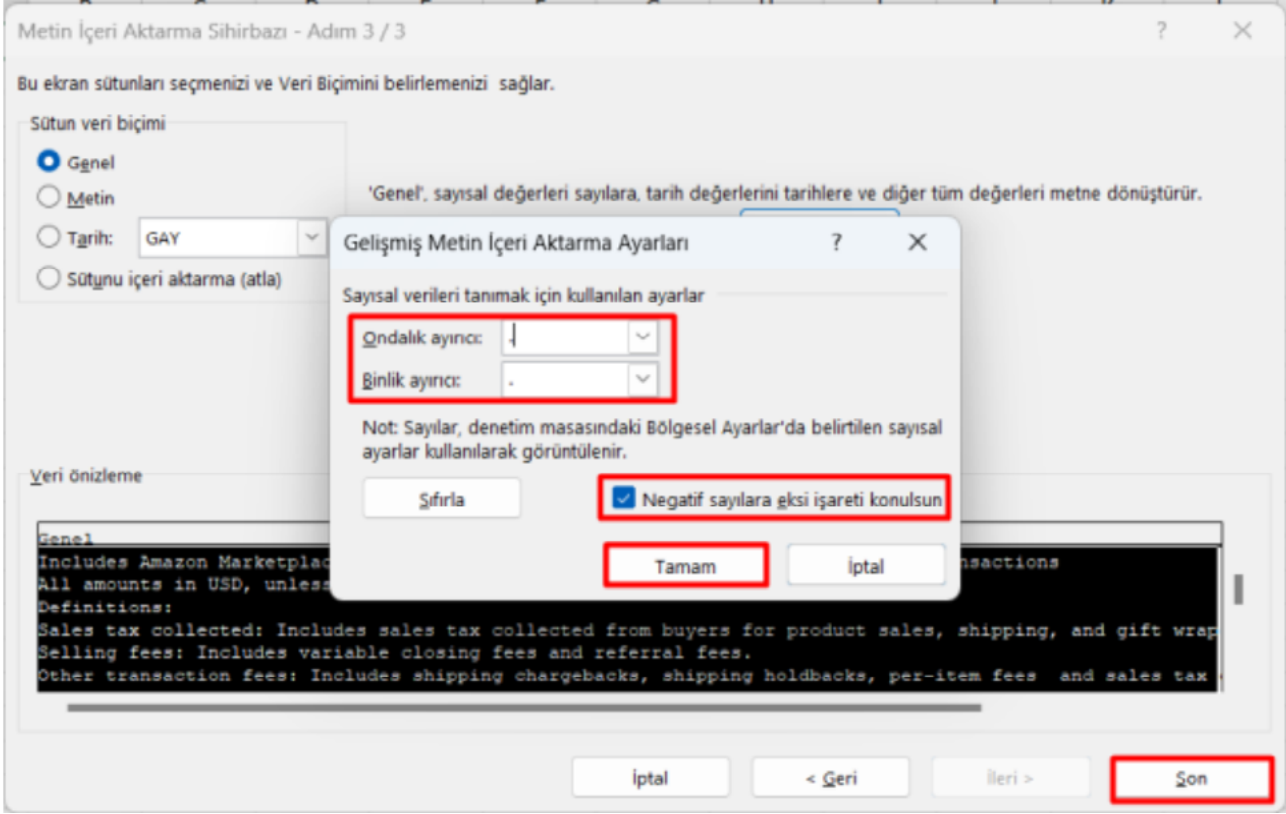 Metin İçeri Aktarma Sihirbazı - Adım 3 / 3
Bu ekran sütunları seçmenizi ve Veri Biçimini belirlemenizi sağlar.
Sütun veri biçimi
Genel
Metin
Tarih: GAY
Sütunu içeri aktarma (atla)
'Genel', sayısal değerleri sayılara, tarih değerlerini tarihlere ve diğer tüm değerleri metne dönüştürür.
Gelişmiş Metin İçeri Aktarma Ayarları
Sayısal verileri tanımak için kullanılan ayarlar
Ondalık ayırıcı: .
Binlik ayırıcı: .
Not: Sayılar, denetim masasındaki Bölgesel Ayarlar'da belirtilen sayısal
ayarlar kullanılarak görüntülenir.
Sıfırla
Negatif sayılara eksi işareti konulsun
Tamam
İptal
Veri önizleme
Genel
Includes Amazon Marketplac nsactions
All amounts in USD, unless
Definitions:
Sales tax collected: Includes sales tax collected from buyers for product sales, shipping, and gift wrap
Selling fees: Includes variable closing fees and referral fees.
Other transaction fees: Includes shipping chargebacks, shipping holdbacks, per-item fees and sales tax
İptal
< Geri
İleri >
Son